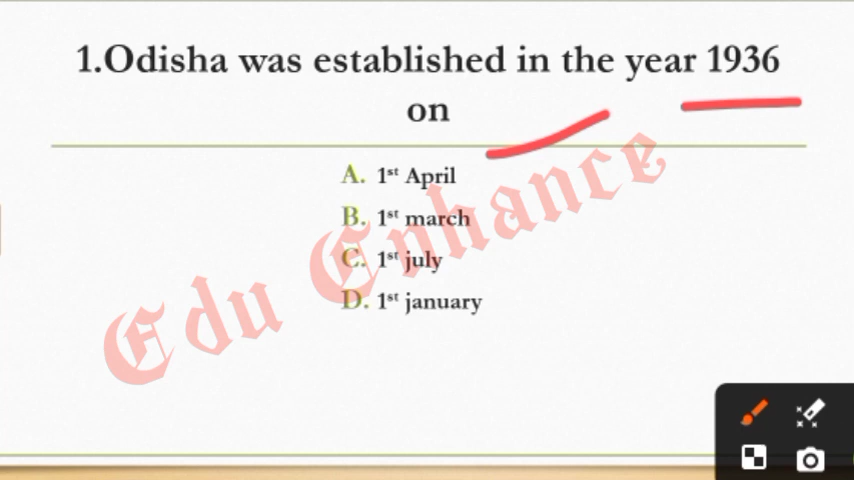 1.Odisha was established in the year 1936
on
A. 1st April
B. 1st march
C. 1st july
D. 1st january
Edu Enhance